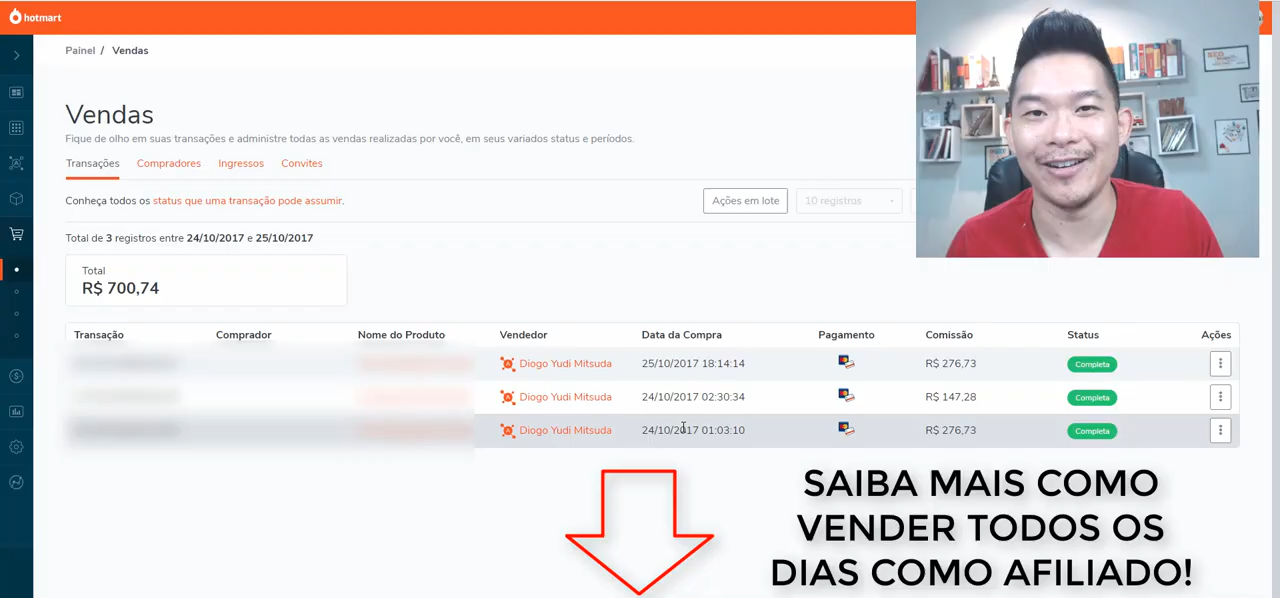 hotmart
Painel / Vendas
Vendas
Fique de olho em suas transações e administre todas as vendas realizadas por você, em seus variados status e períodos.
Transações Compradores Ingressos Convites
Conheça todos os status que uma transação pode assumir.
Ações em lote 10 registros
Total de 3 registros entre 24/10/2017 e 25/10/2017
Total
R$ 700,74
Transação Comprador Nome do Produto Vendedor Data da Compra Pagamento Comissão Status Ações
Diogo Yudi Mitsuda 25/10/2017 18:14:14 R$ 276,73 Completa
Diogo Yudi Mitsuda 24/10/2017 02:30:34 R$ 147,28 Completa
Diogo Yudi Mitsuda 24/10/2017 01:03:10 R$ 276,73 Completa
SAIBA MAIS COMO
VENDER TODOS OS
DIAS COMO AFILIADO!